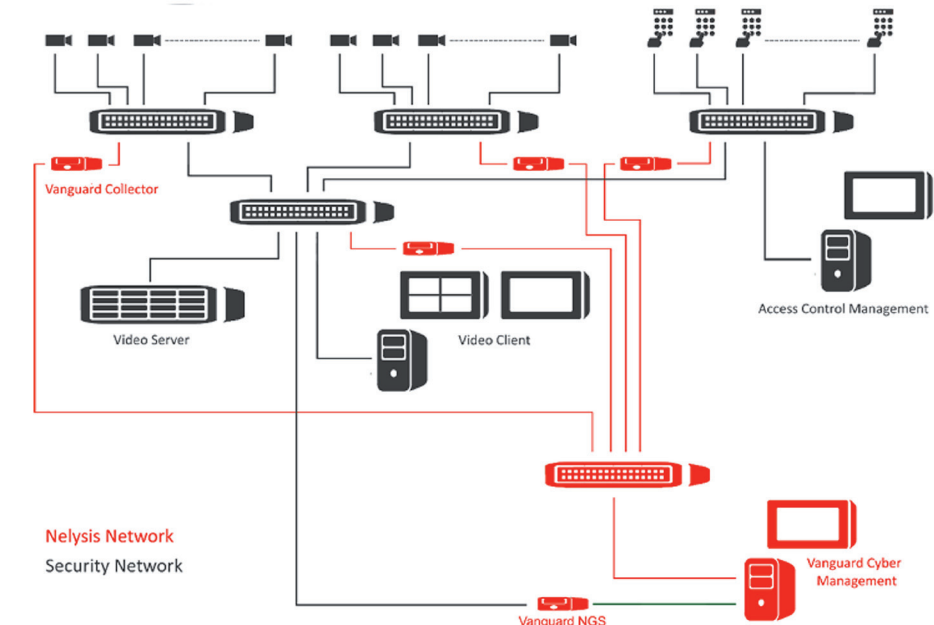 Vanguard Collector
Access Control Management
Video Server
Video Client
Nelysis Network
Security Network
Vanguard Cyber
Management
Vanguard NGS